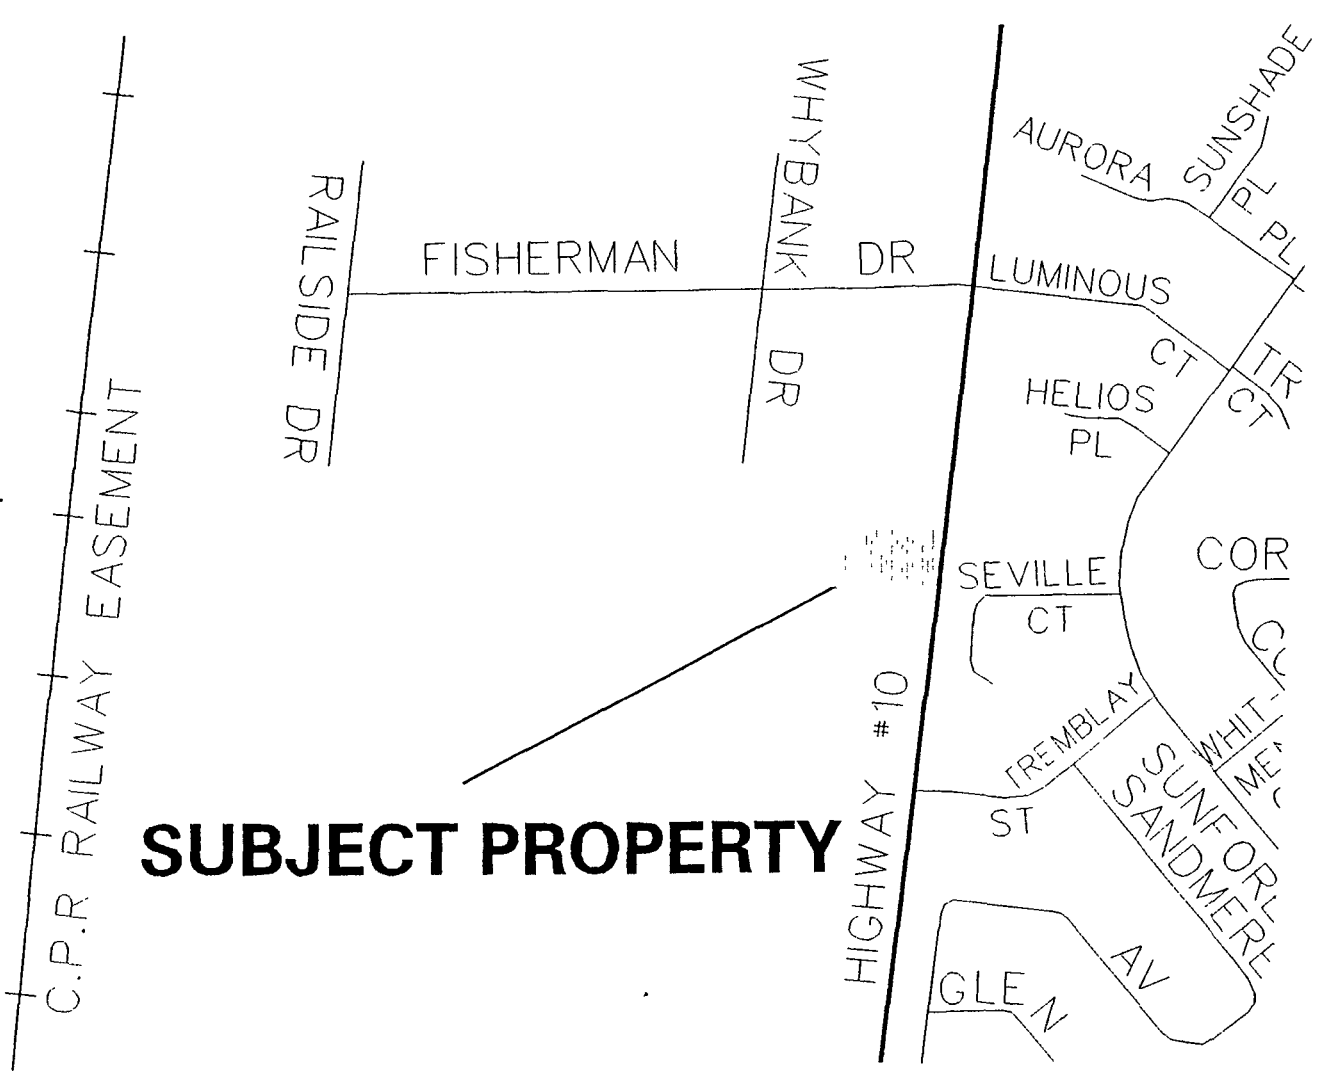 SUNSHADE
PL
AURORA
PL
WHYBANK
DR
RAILSIDE DR
FISHERMAN DR
LUMINOUS
CT
TR
CT
HELIOS
PL
C.P.R RAILWAY EASEMENT
SEVILLE
CT
COR
HIGHWAY #10
TREMBLAY
ST
WHIT
SANDMERE
AV
SUBJECT PROPERTY
GLEN